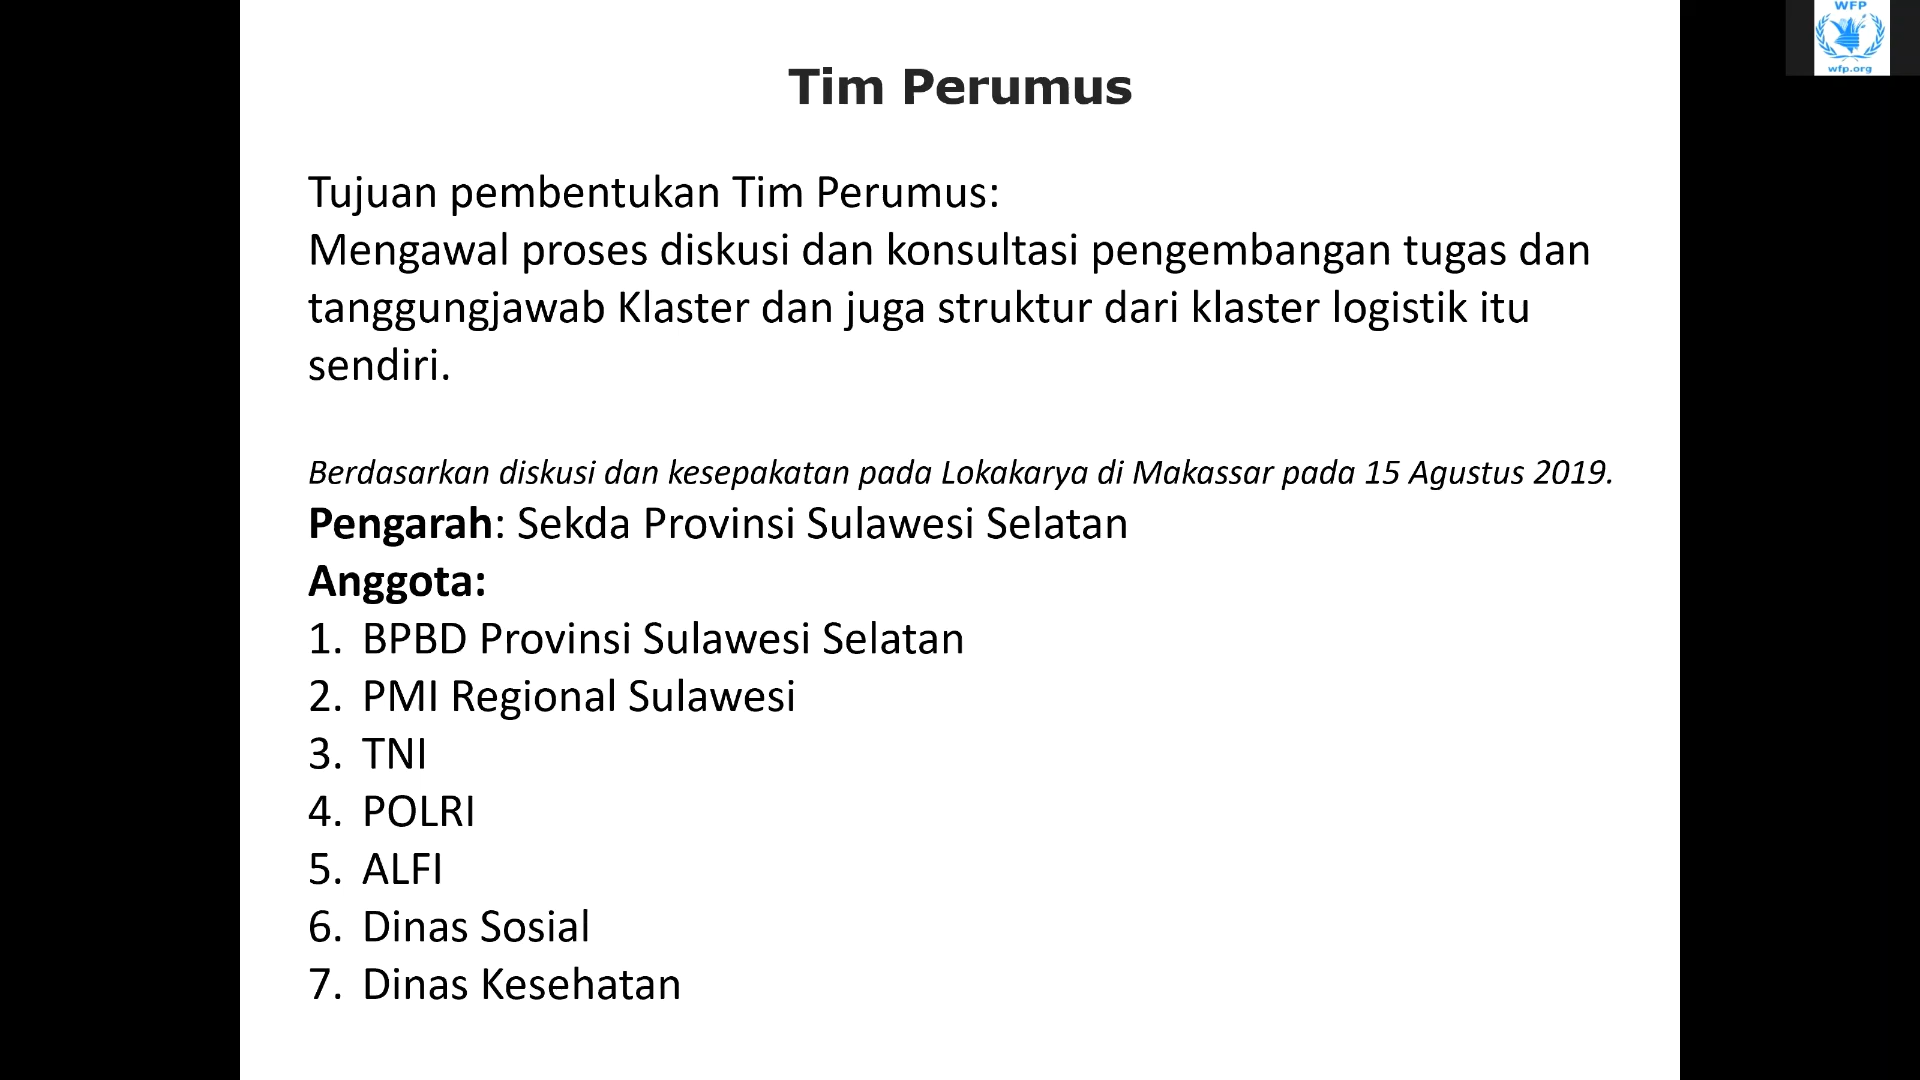 WFP
wfp.org
Tim Perumus
Tujuan pembentukan Tim Perumus:
Mengawal proses diskusi dan konsultasi pengembangan tugas dan
tanggungjawab Klaster dan juga struktur dari klaster logistik itu
sendiri.
Berdasarkan diskusi dan kesepakatan pada Lokakarya di Makassar pada 15 Agustus 2019.
Pengarah: Sekda Provinsi Sulawesi Selatan
Anggota:
1. BPBD Provinsi Sulawesi Selatan
2. PMI Regional Sulawesi
3. TNI
4. POLRI
5. ALFI
6. Dinas Sosial
7. Dinas Kesehatan